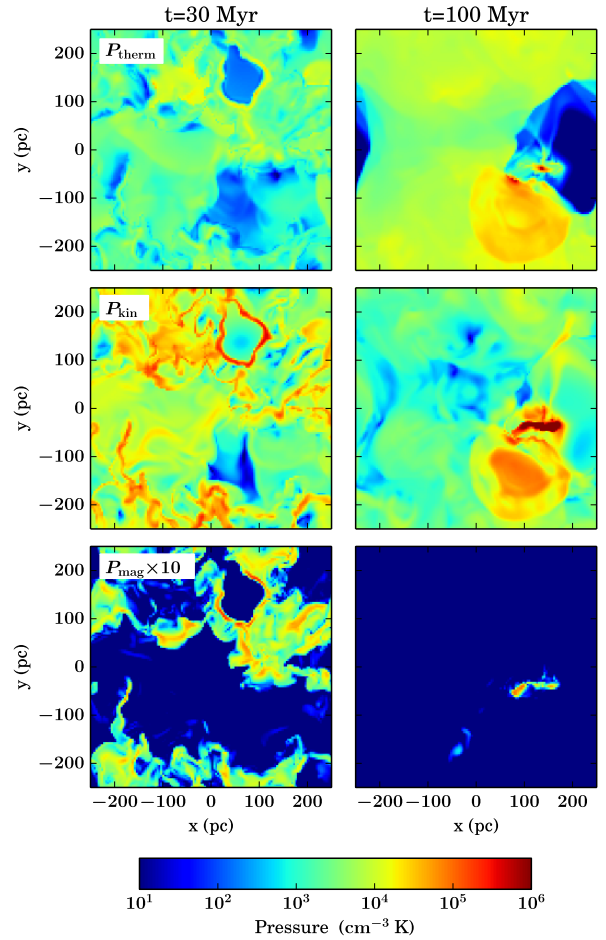 t=30 Myr t=100 Myr
P_therm
200
100
0
−100
−200
y (pc)
P_kin
200
100
0
−100
−200
y (pc)
P_mag×10
200
100
0
−100
−200
y (pc)
−200 −100 0 100 200 −200 −100 0 100 200
x (pc) x (pc)
10^1 10^2 10^3 10^4 10^5 10^6
Pressure (cm^−3 K)